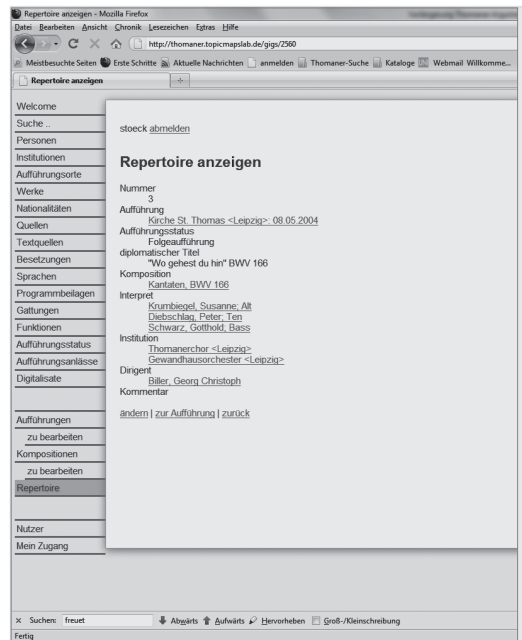 Repertoire anzeigen - Mozilla Firefox
Datei Bearbeiten Ansicht Chronik Lesezeichen Extras Hilfe
http://thomaner.topicmapslab.de/gigs/2560
Meistbesuchte Seiten Erste Schritte Aktuelle Nachrichten anmelden Thomaner-Suche Kataloge Webmail Willkomme...
Repertoire anzeigen
Welcome
Suche ..
Personen
Institutionen
Aufführungsorte
Werke
Nationalitäten
Quellen
Textquellen
Besetzungen
Sprachen
Programmbeilagen
Gattungen
Funktionen
Aufführungsstatus
Aufführungsanlässe
Digitalisate
Aufführungen
zu bearbeiten
Kompositionen
zu bearbeiten
Repertoire
Nutzer
Mein Zugang
stoeck abmelden
Repertoire anzeigen
Nummer
3
Aufführung
Kirche St. Thomas <Leipzig>: 08.05.2004
Aufführungsstatus
Folgeaufführung
diplomatischer Titel
"Wo gehest du hin" BWV 166
Komposition
Kantaten, BWV 166
Interpret
Krumbiegel, Susanne; Alt
Diebschlag, Peter; Ten
Schwarz, Gotthold; Bass
Institution
Thomanerchor <Leipzig>
Gewandhausorchester <Leipzig>
Dirigent
Biller, Georg Christoph
Kommentar
ändern | zur Aufführung | zurück
× Suchen: freuet Abwärts Aufwärts Hervorheben Groß-/Kleinschreibung
Fertig